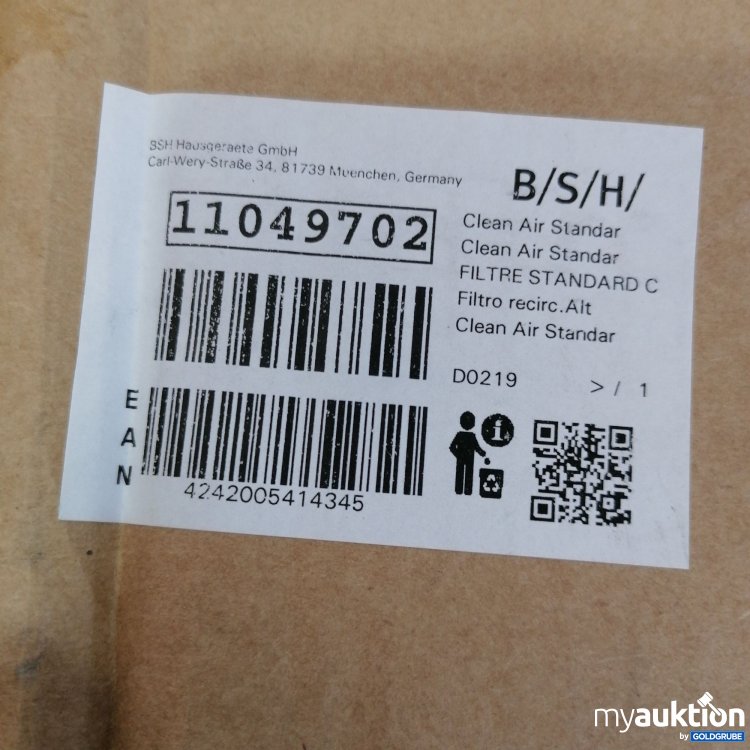 BSH Hausgeraete GmbH
Carl-Wery-Straße 34, 81739 Muenchen, Germany
B/S/H/
11049702
Clean Air Standar
Clean Air Standar
FILTRE STANDARD C
Filtro recirc.Alt
Clean Air Standar
D0219 > / 1
EAN
4242005414345
myauktion
by GOLDGRUBE